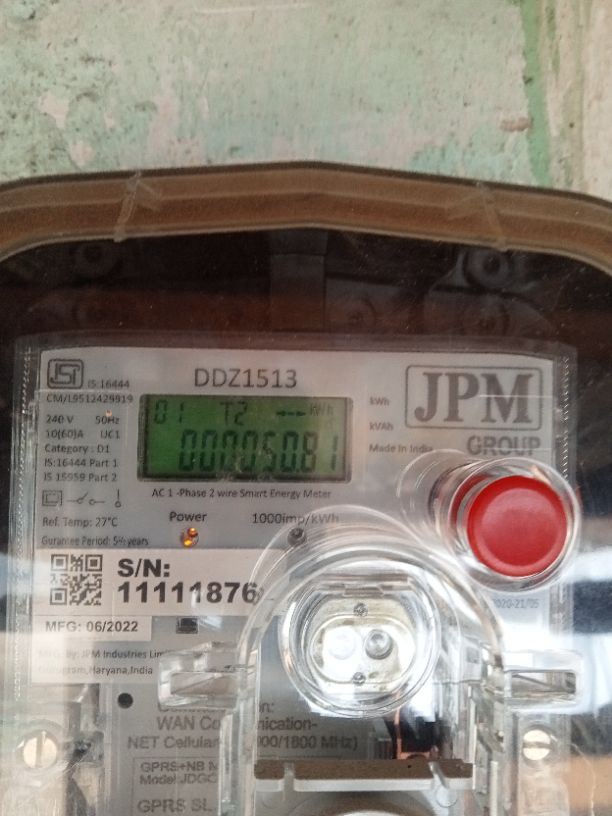 IS 16444
CM/L9512429919
DDZ1513
JPM
GROUP
240 V 50Hz
10(60)A UC1
Category : D1
IS:16444 Part 1
IS 15959 Part 2
01 T2 kWh
000050.81
kWh
kVAh
Made In India
AC 1 -Phase 2 wire Smart Energy Meter
Ref. Temp: 27°C
Power
1000imp/kWh
Gurantee Period: 5½ years
S/N:
11111876
MFG: 06/2022
Mfg. by: JPM Industries
Haryana,India
WAN
NET Cellular
GPRS+NB
GPRS